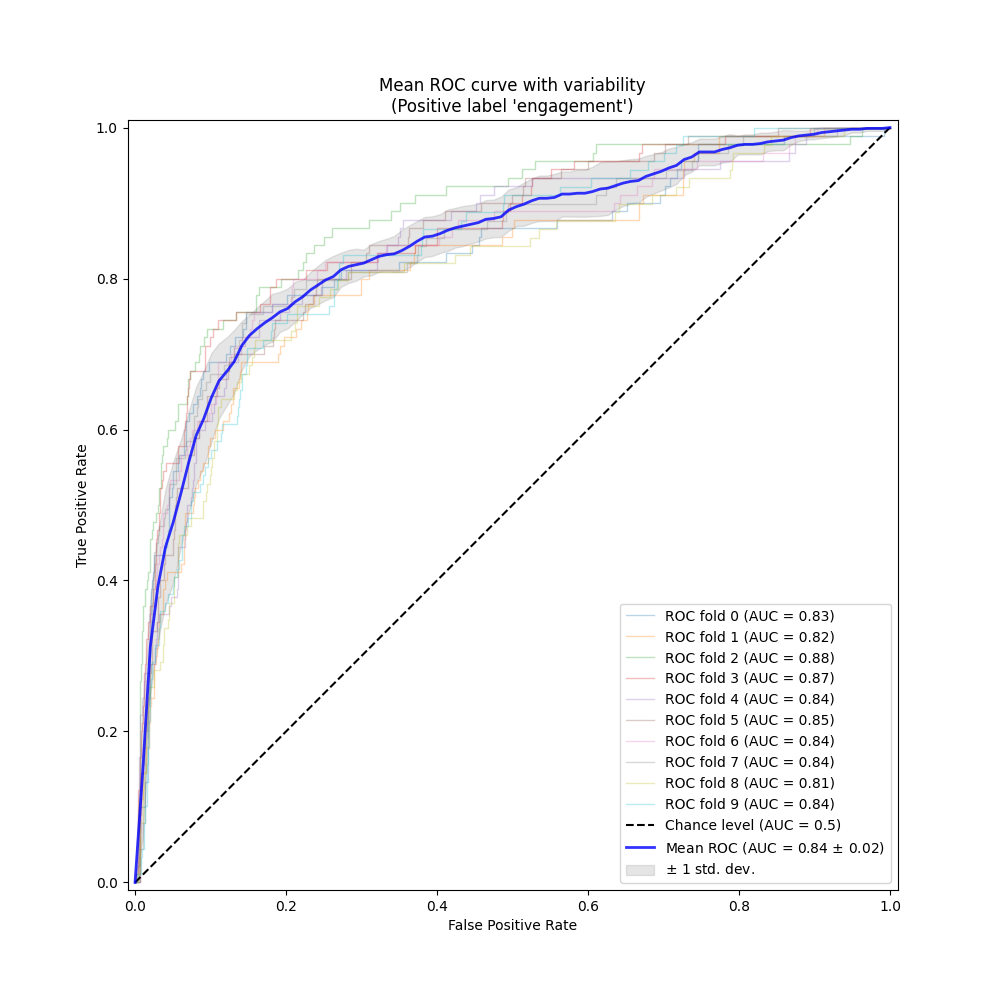 Mean ROC curve with variability
(Positive label 'engagement')
True Positive Rate
1.0
0.8
0.6
0.4
0.2
0.0
0.0 0.2 0.4 0.6 0.8 1.0
False Positive Rate
ROC fold 0 (AUC = 0.83)
ROC fold 1 (AUC = 0.82)
ROC fold 2 (AUC = 0.88)
ROC fold 3 (AUC = 0.87)
ROC fold 4 (AUC = 0.84)
ROC fold 5 (AUC = 0.85)
ROC fold 6 (AUC = 0.84)
ROC fold 7 (AUC = 0.84)
ROC fold 8 (AUC = 0.81)
ROC fold 9 (AUC = 0.84)
Chance level (AUC = 0.5)
Mean ROC (AUC = 0.84 ± 0.02)
± 1 std. dev.